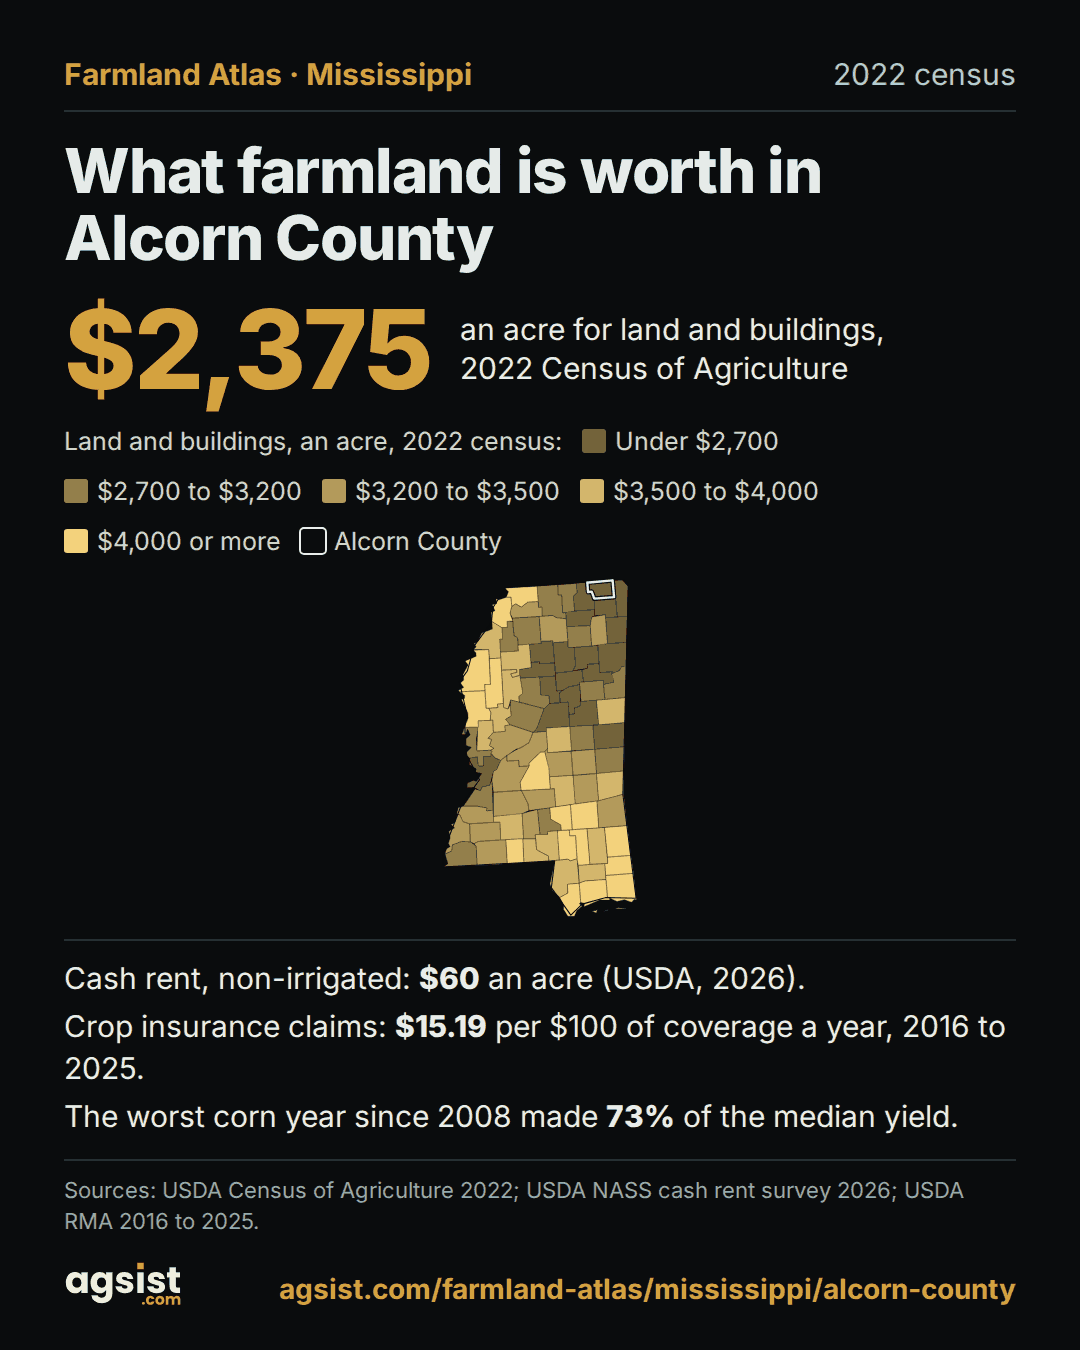 Farmland Atlas · Mississippi
2022 census
What farmland is worth in
Alcorn County
$2,375
an acre for land and buildings,
2022 Census of Agriculture
Land and buildings, an acre, 2022 census: Under $2,700
$2,700 to $3,200 $3,200 to $3,500 $3,500 to $4,000
$4,000 or more Alcorn County
Cash rent, non-irrigated: $60 an acre (USDA, 2026).
Crop insurance claims: $15.19 per $100 of coverage a year, 2016 to
2025.
The worst corn year since 2008 made 73% of the median yield.
Sources: USDA Census of Agriculture 2022; USDA NASS cash rent survey 2026; USDA
RMA 2016 to 2025.
agsist
.com
agsist.com/farmland-atlas/mississippi/alcorn-county